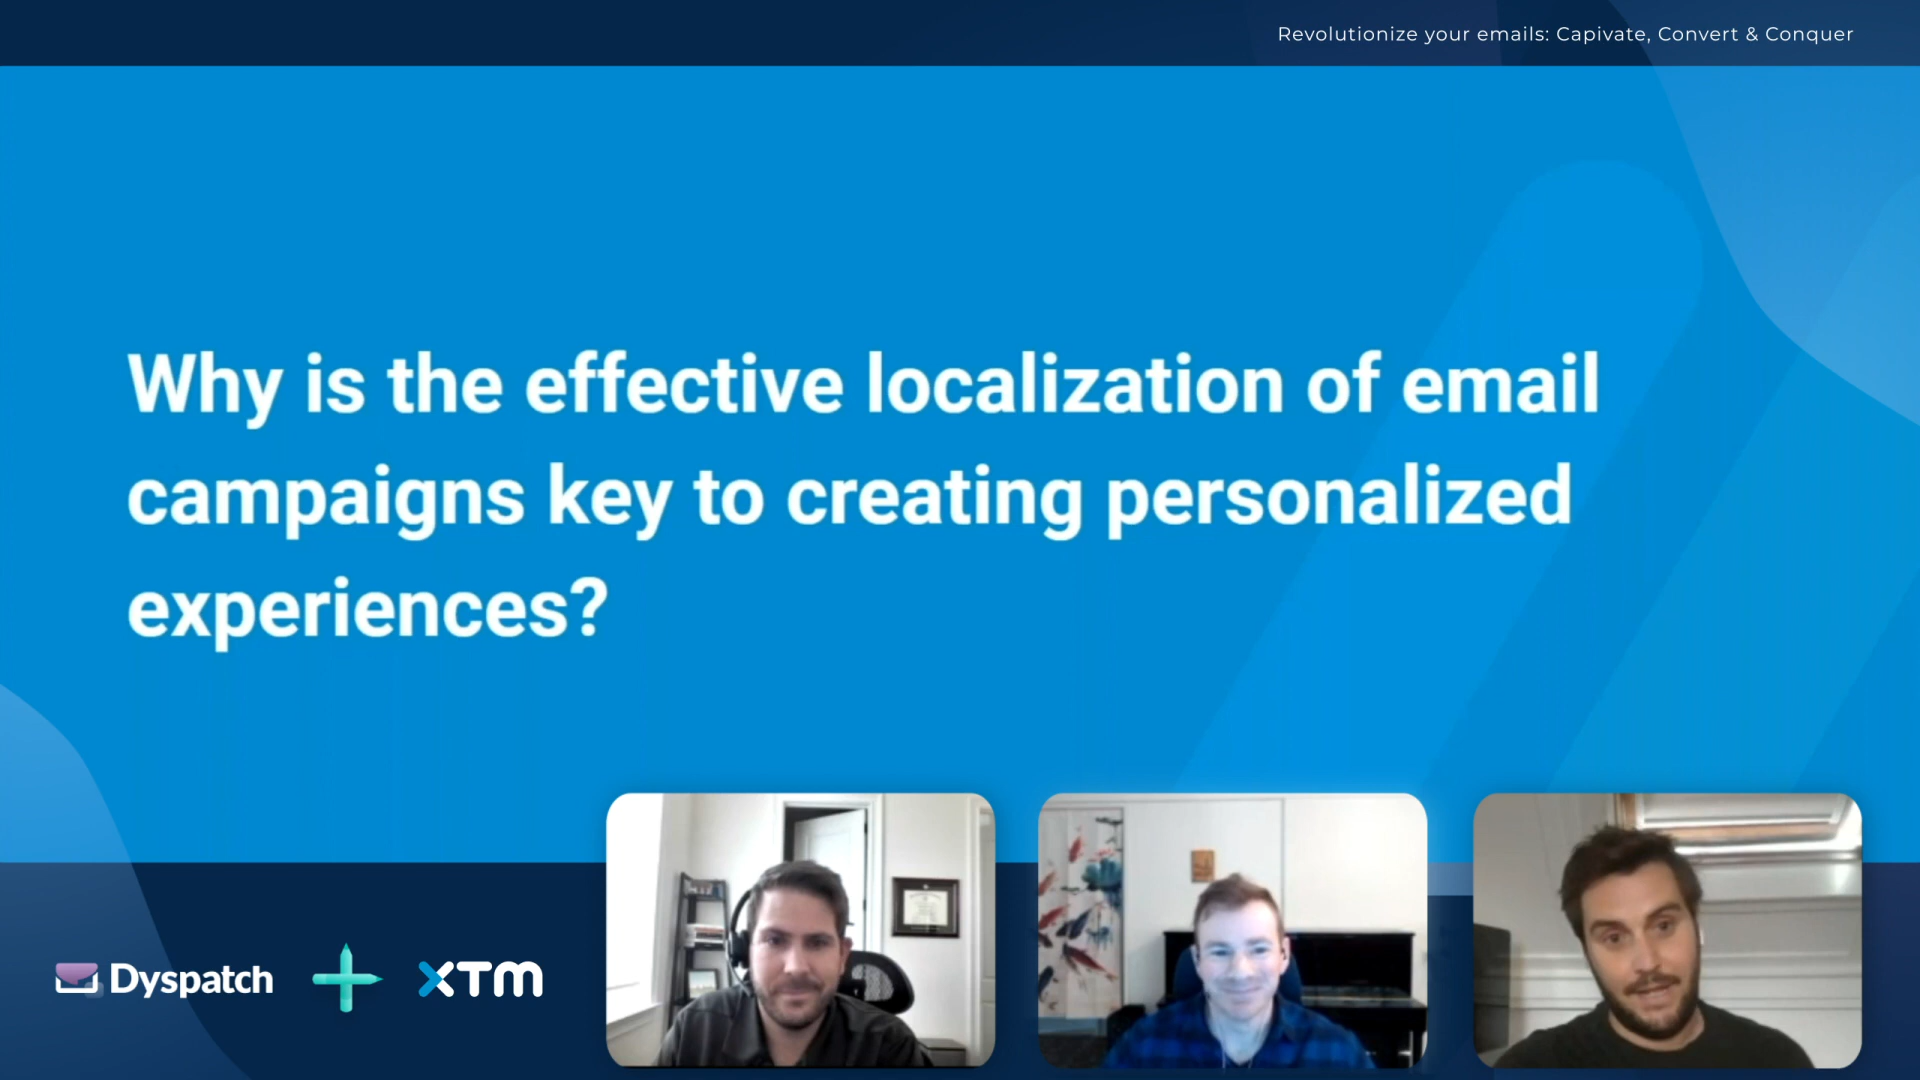 Revolutionize your emails: Capivate, Convert & Conquer
Why is the effective localization of email
campaigns key to creating personalized
experiences?
Dyspatch
XTM